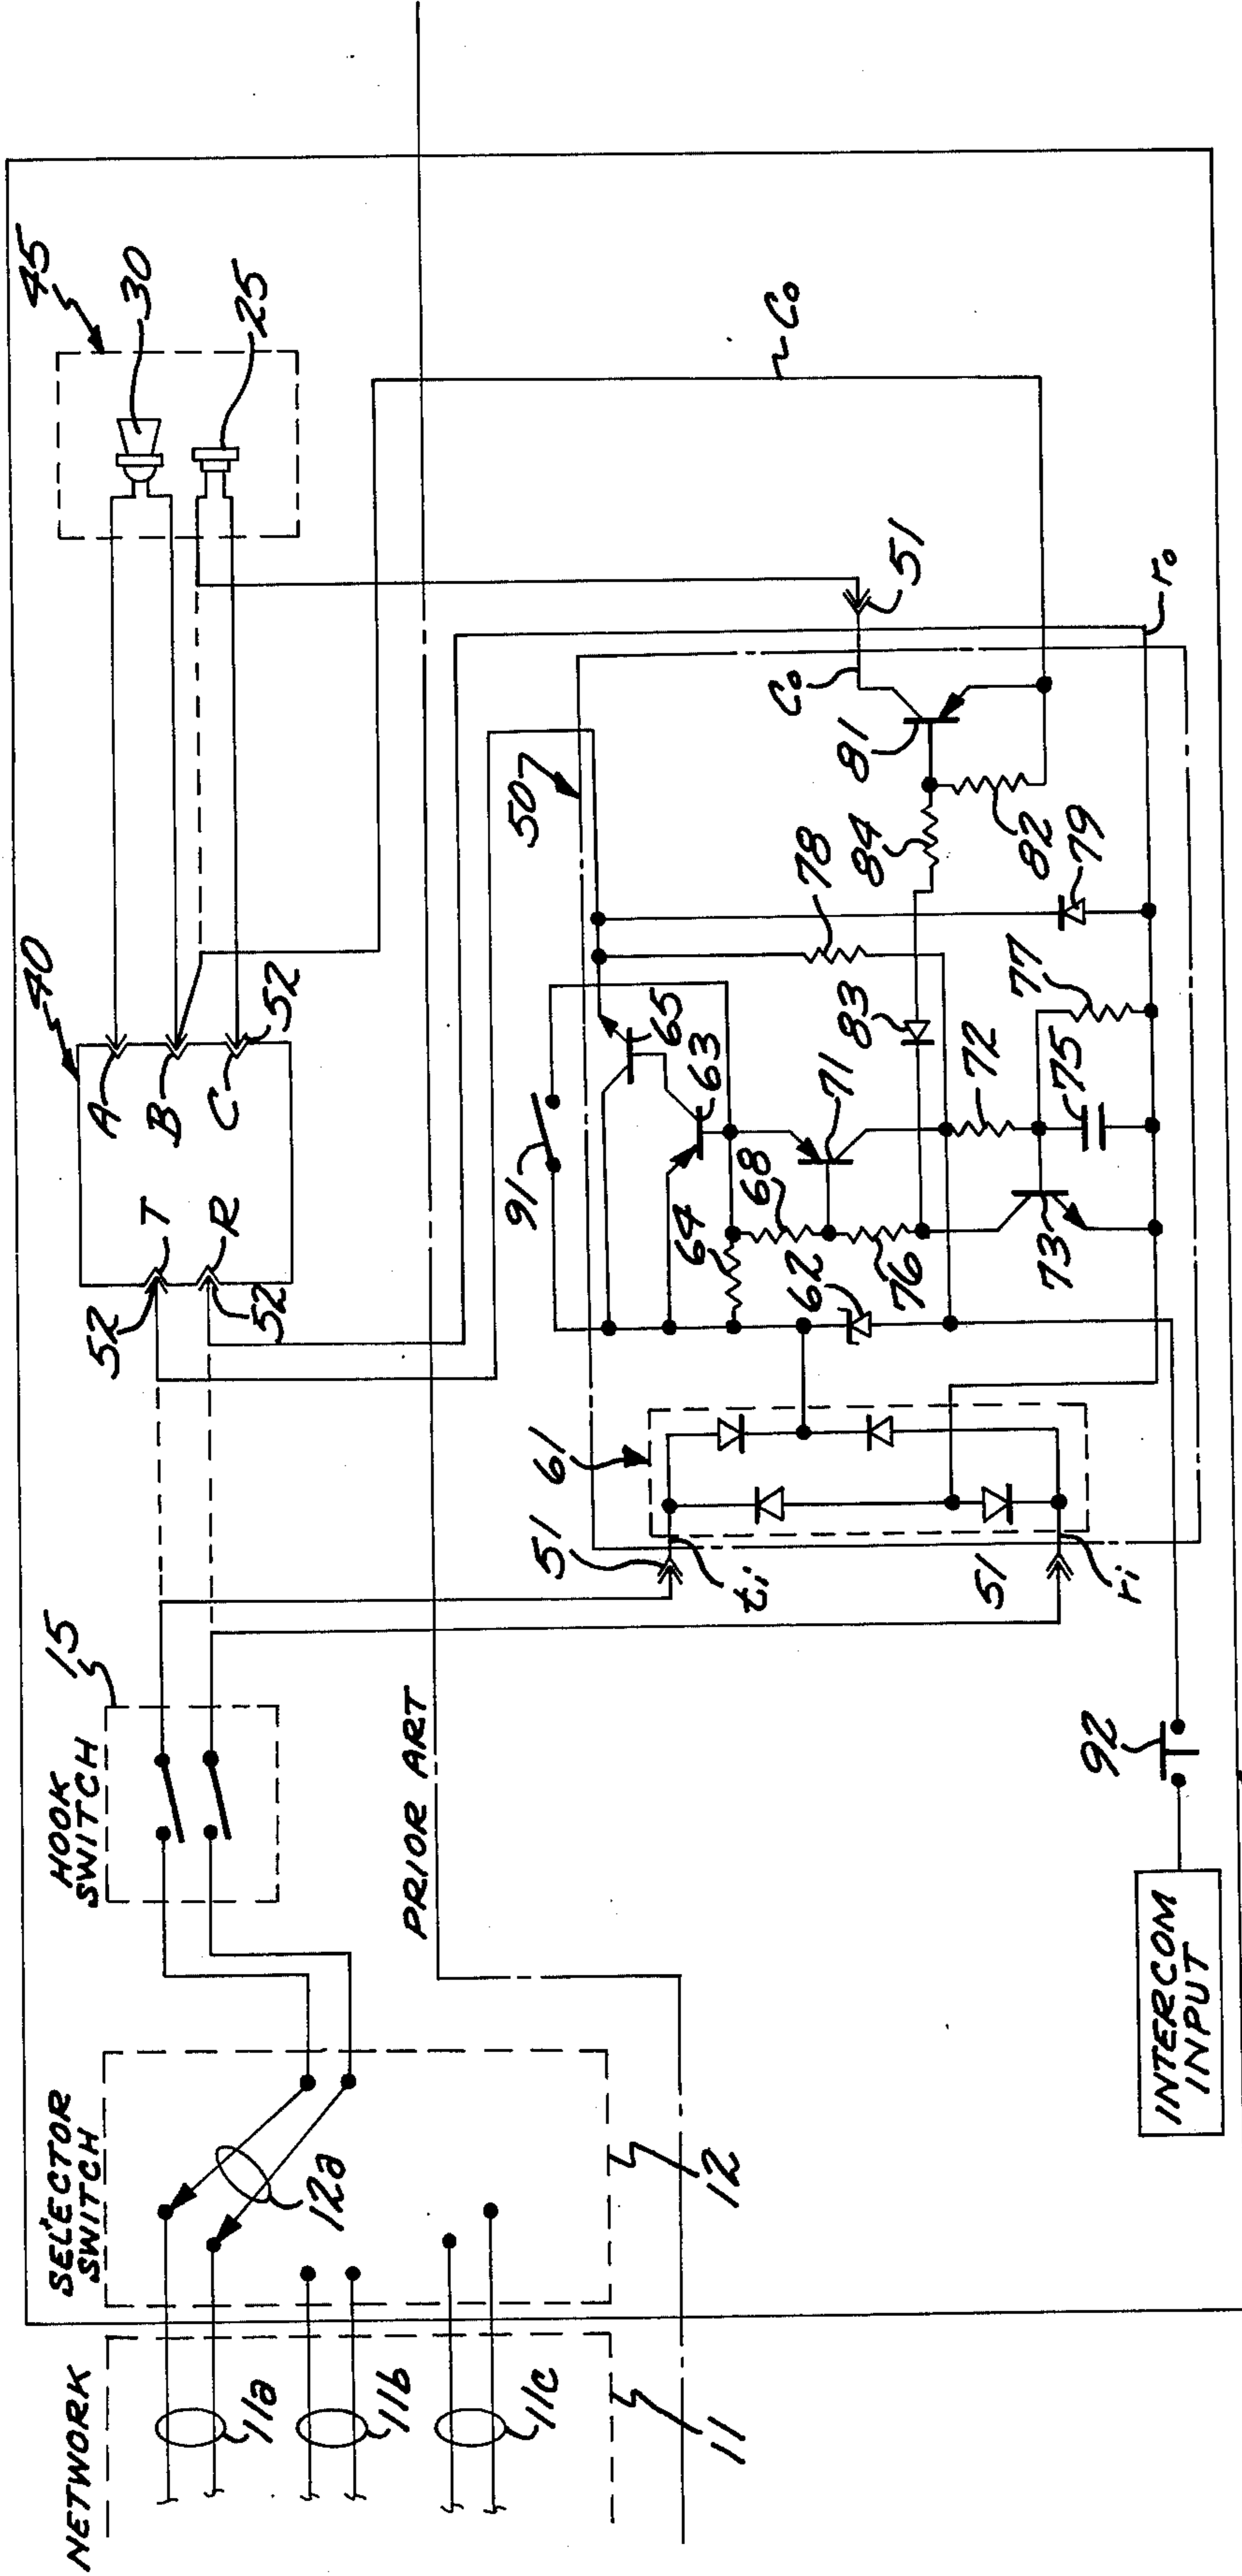 NETWORK
11a
11b
11c
11
SELECTOR
SWITCH
12a
12
HOOK
SWITCH
15
PRIOR ART
40
T
R
A
B
C
52
52
52
45
30
25
Co
50
51
ti
51
ri
61
91
64
68
62
76
63
65
71
72
73
75
77
78
79
81
82
83
84
Co
51
ro
92
INTERCOM
INPUT